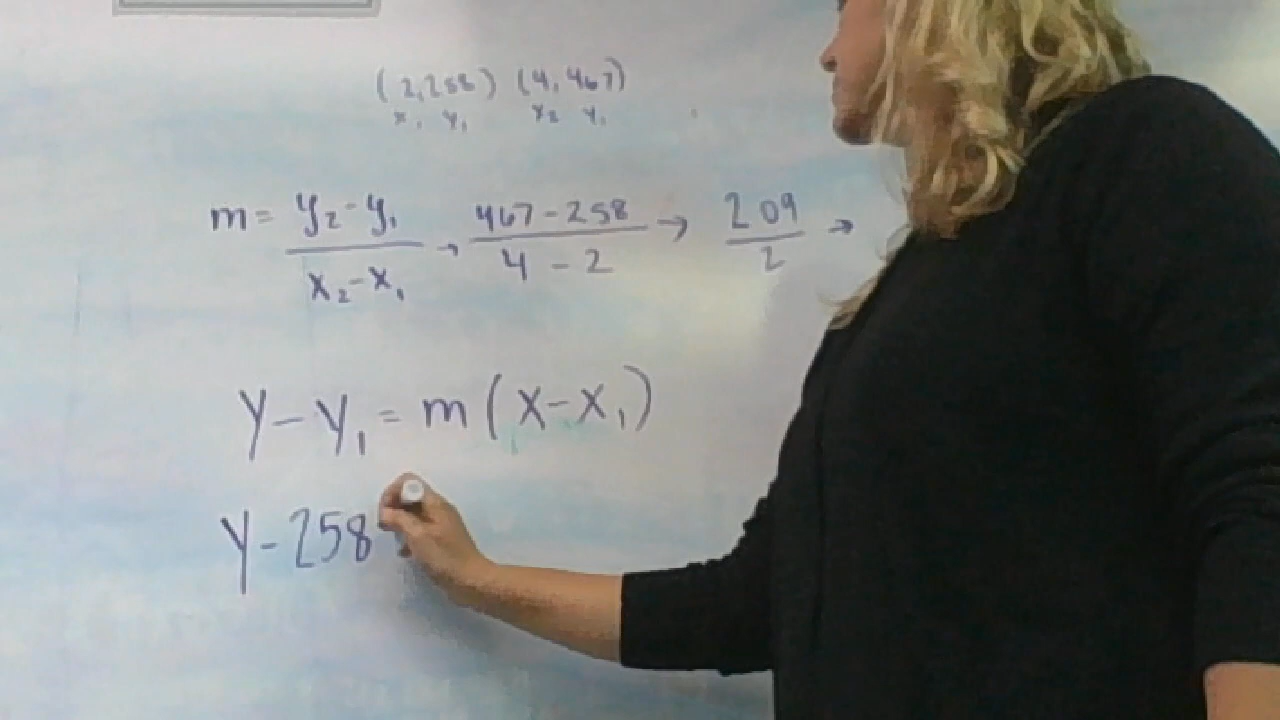 (2,258) (4,467)
x₁ y₁ x₂ y₁
m = y₂-y₁ / x₂-x₁ → 467-258 / 4-2 → 209 / 2 →
y-y₁ = m(x-x₁)
y-258